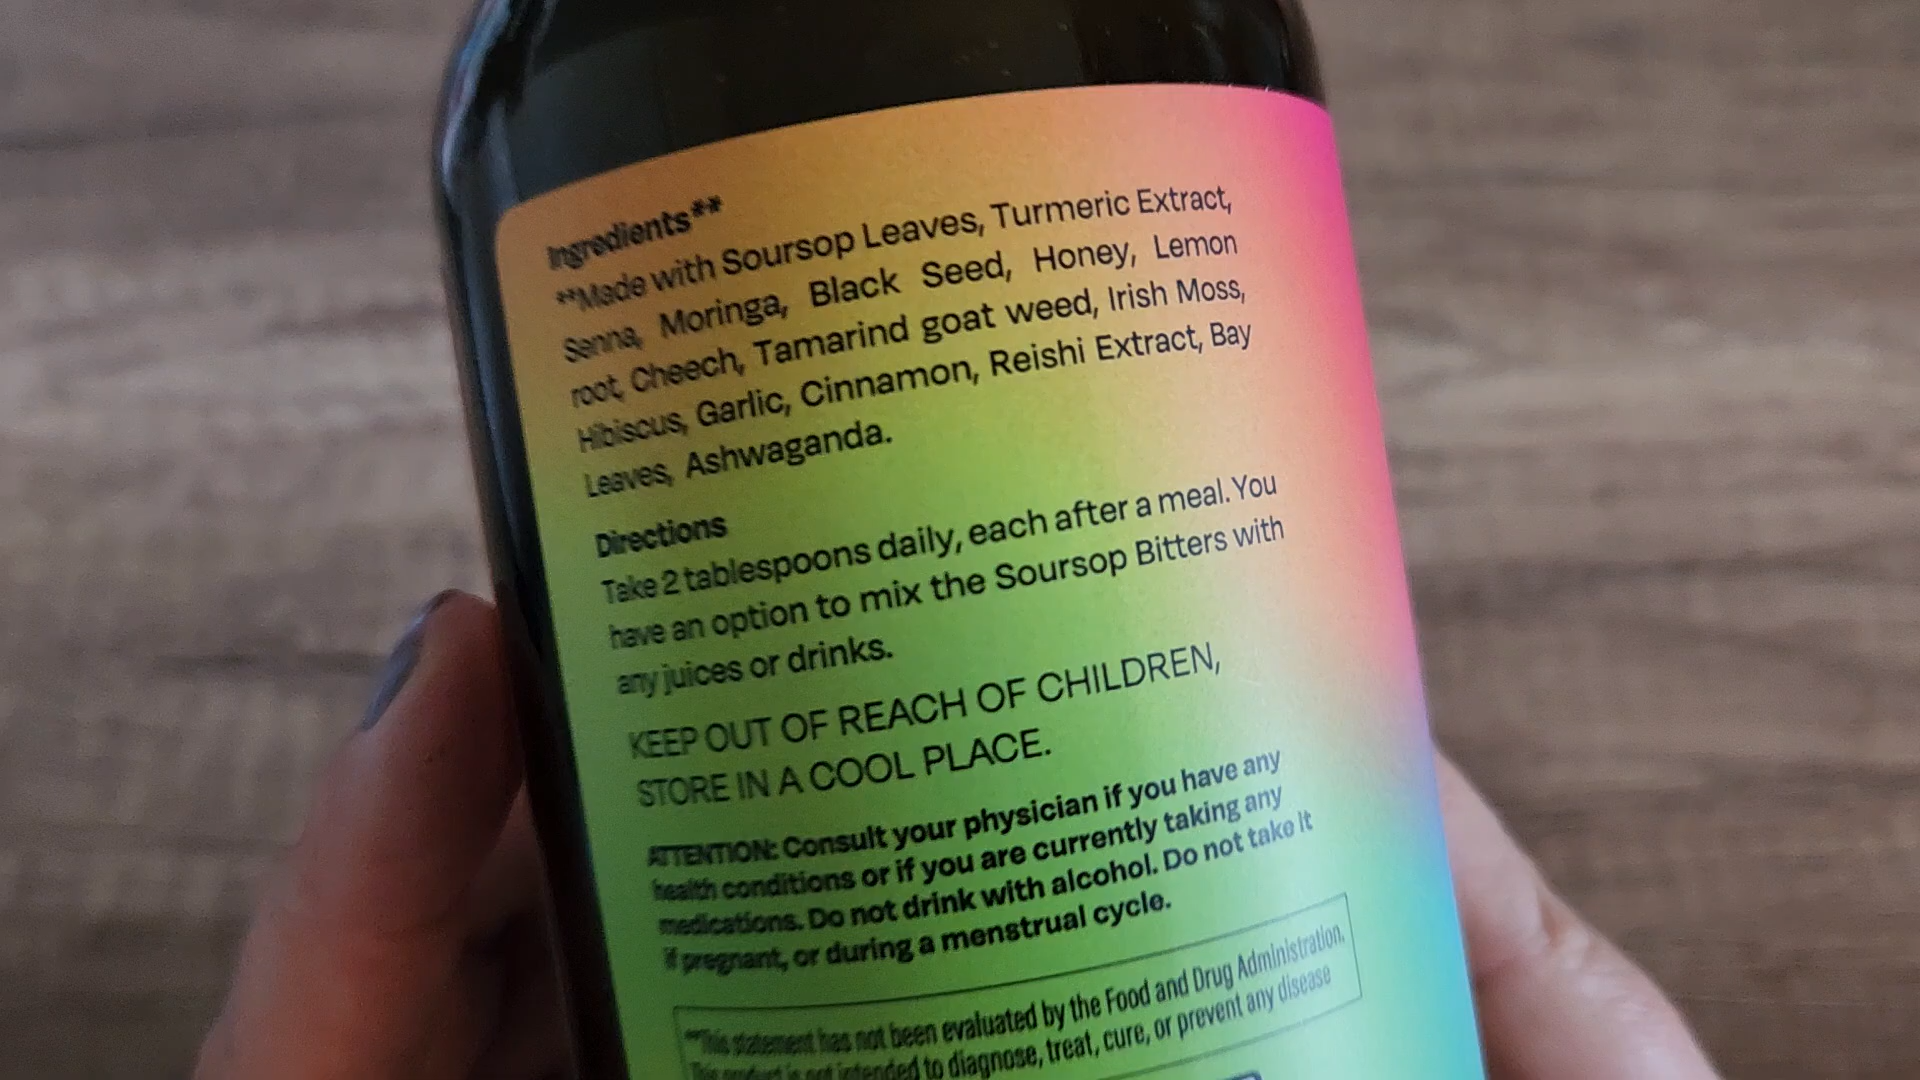 Ingredients**
**Made with Soursop Leaves, Turmeric Extract,
Senna, Moringa, Black Seed, Honey, Lemon
root, Cheech, Tamarind goat weed, Irish Moss,
Hibiscus, Garlic, Cinnamon, Reishi Extract, Bay
Leaves, Ashwaganda.
Directions
Take 2 tablespoons daily, each after a meal. You
have an option to mix the Soursop Bitters with
any juices or drinks.
KEEP OUT OF REACH OF CHILDREN,
STORE IN A COOL PLACE.
ATTENTION: Consult your physician if you have any
health conditions or if you are currently taking any
medications. Do not drink with alcohol. Do not take it
if pregnant, or during a menstrual cycle.
**This statement has not been evaluated by the Food and Drug Administration.
This product is not intended to diagnose, treat, cure, or prevent any disease